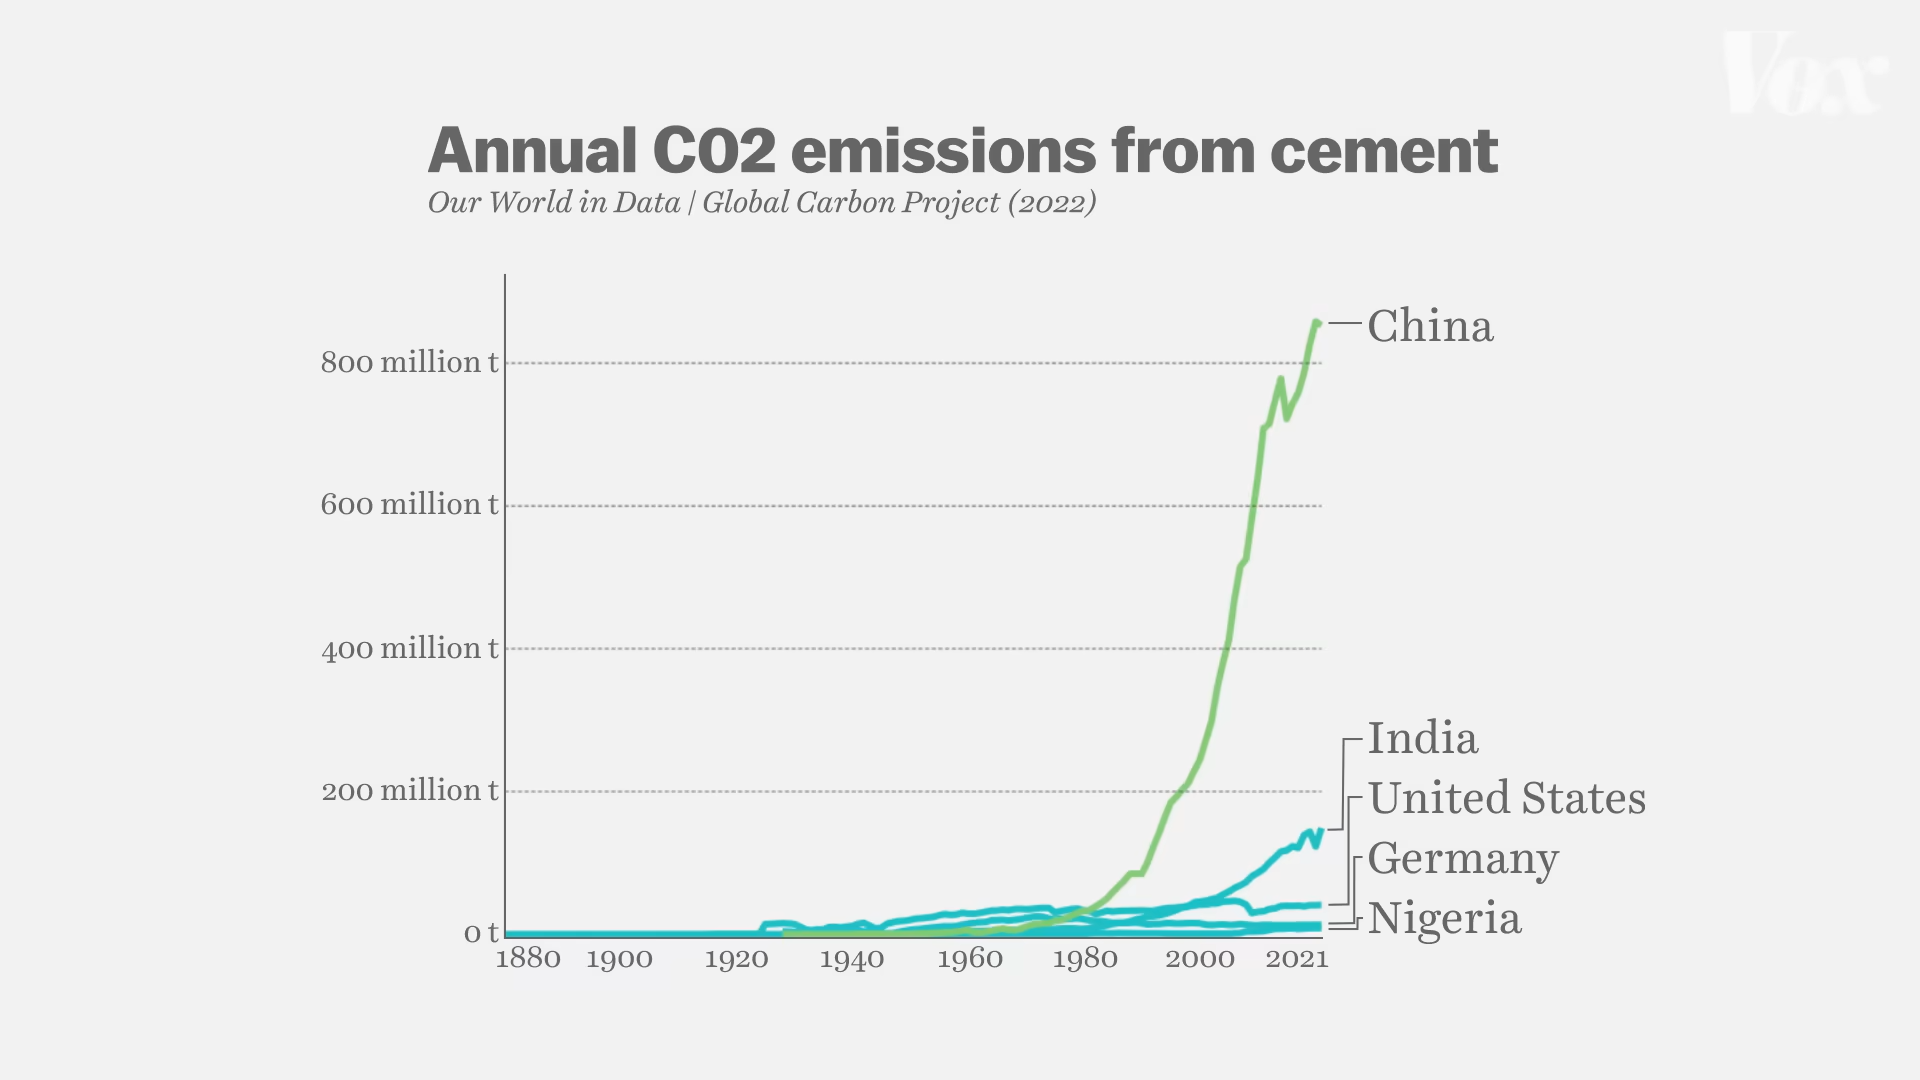 Vox
Annual CO2 emissions from cement
Our World in Data | Global Carbon Project (2022)
800 million t
600 million t
400 million t
200 million t
0 t
1880 1900 1920 1940 1960 1980 2000 2021
China
India
United States
Germany
Nigeria